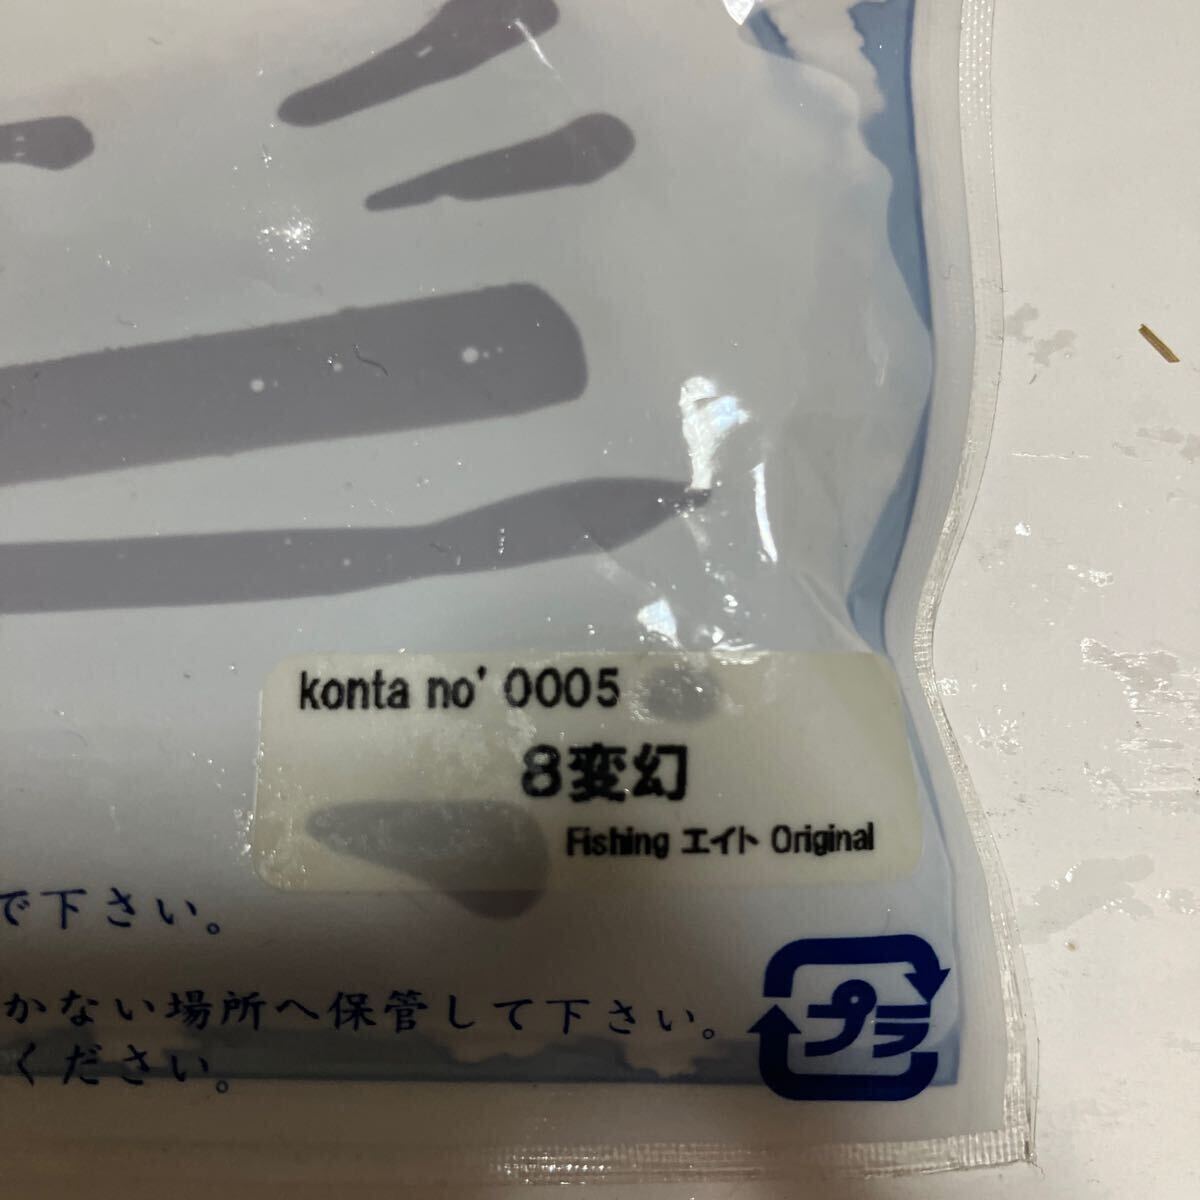 konta no' 0005
8変幻
Fishing エイト Original
で下さい。
かない場所へ保管して下さい。
ください。
プラ